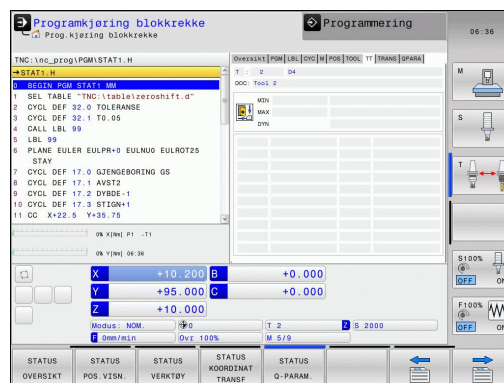 Programkjøring blokkrekke
Prog.kjøring blokkrekke
Programmering
06:36
TNC:\nc_prog\PGM\STAT1.H
→STAT1.H
0 BEGIN PGM STAT1 MM
1 SEL TABLE "TNC:\table\zeroshift.d"
2 CYCL DEF 32.0 TOLERANSE
3 CYCL DEF 32.1 T0.05
4 CALL LBL 99
5 LBL 99
6 PLANE EULER EULPR+0 EULNU0 EULROT25
STAY
7 CYCL DEF 17.0 GJENGEBORING GS
8 CYCL DEF 17.1 AVST2
9 CYCL DEF 17.2 DYBDE-1
10 CYCL DEF 17.3 STIGN+1
11 CC X+22.5 Y+35.75
Oversikt PGM LBL CYC M POS TOOL TT TRANS QPARA
T : 2 D4
DOC: Tool 2
MIN
MAX
DYN
0% X[Nm] P1 -T1
0% Y[Nm] 06:36
X +10.200 B +0.000
Y +95.000 C +0.000
Z +10.000
Modus: NOM. 0 T 2 Z S 2000
F 0mm/min Ovr 100% M 5/9
M
S
T
S100%
OFF ON
F100%
OFF ON
STATUS
OVERSIKT
STATUS
POS.VISN.
STATUS
VERKTØY
STATUS
KOORDINAT
TRANSF
STATUS
Q-PARAM.